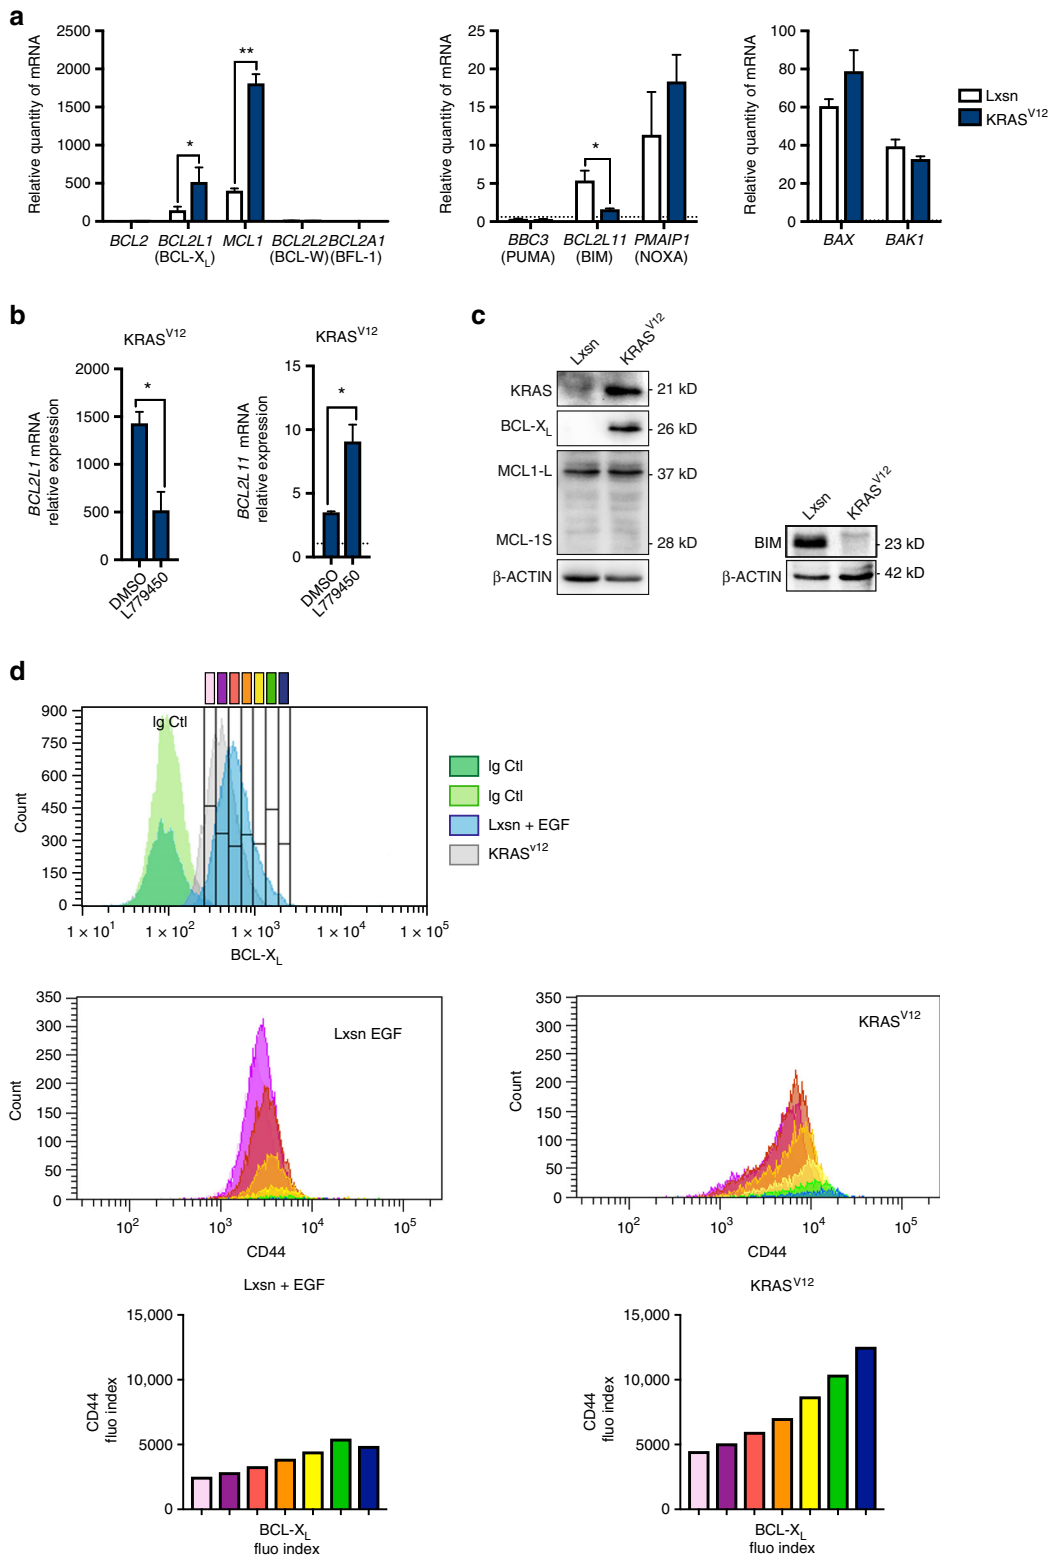 a
Relative quantity of mRNA
2500
2000
1500
1000
500
0
*
**
BCL2
BCL2L1
(BCL-XL)
MCL1
BCL2L2
(BCL-W)
BCL2A1
(BFL-1)
Relative quantity of mRNA
25
20
15
10
5
0
*
BBC3
(PUMA)
BCL2L11
(BIM)
PMAIP1
(NOXA)
Relative quantity of mRNA
100
80
60
40
20
0
BAX
BAK1
Lxsn
KRASV12
b
KRASV12
BCL2L1 mRNA
relative expression
2000
1500
1000
500
0
*
DMSO
L779450
KRASV12
BCL2L11 mRNA
relative expression
15
10
5
0
*
DMSO
L779450
c
Lxsn
KRASV12
KRAS
21 kD
BCL-XL
26 kD
MCL1-L
37 kD
MCL-1S
28 kD
β-ACTIN
Lxsn
KRASV12
BIM
23 kD
β-ACTIN
42 kD
d
Count
900
750
600
450
300
150
0
Ig Ctl
1 × 10¹
1 × 10²
1 × 10³
1 × 10⁴
1 × 10⁵
BCL-XL
Ig Ctl
Ig Ctl
Lxsn + EGF
KRASv12
Count
350
300
250
200
150
100
50
0
Lxsn EGF
10²
10³
10⁴
10⁵
CD44
Count
350
300
250
200
150
100
50
0
KRASV12
10²
10³
10⁴
10⁵
CD44
Lxsn + EGF
CD44
fluo index
15,000
10,000
5000
0
BCL-XL
fluo index
KRASV12
CD44
fluo index
15,000
10,000
5000
0
BCL-XL
fluo index